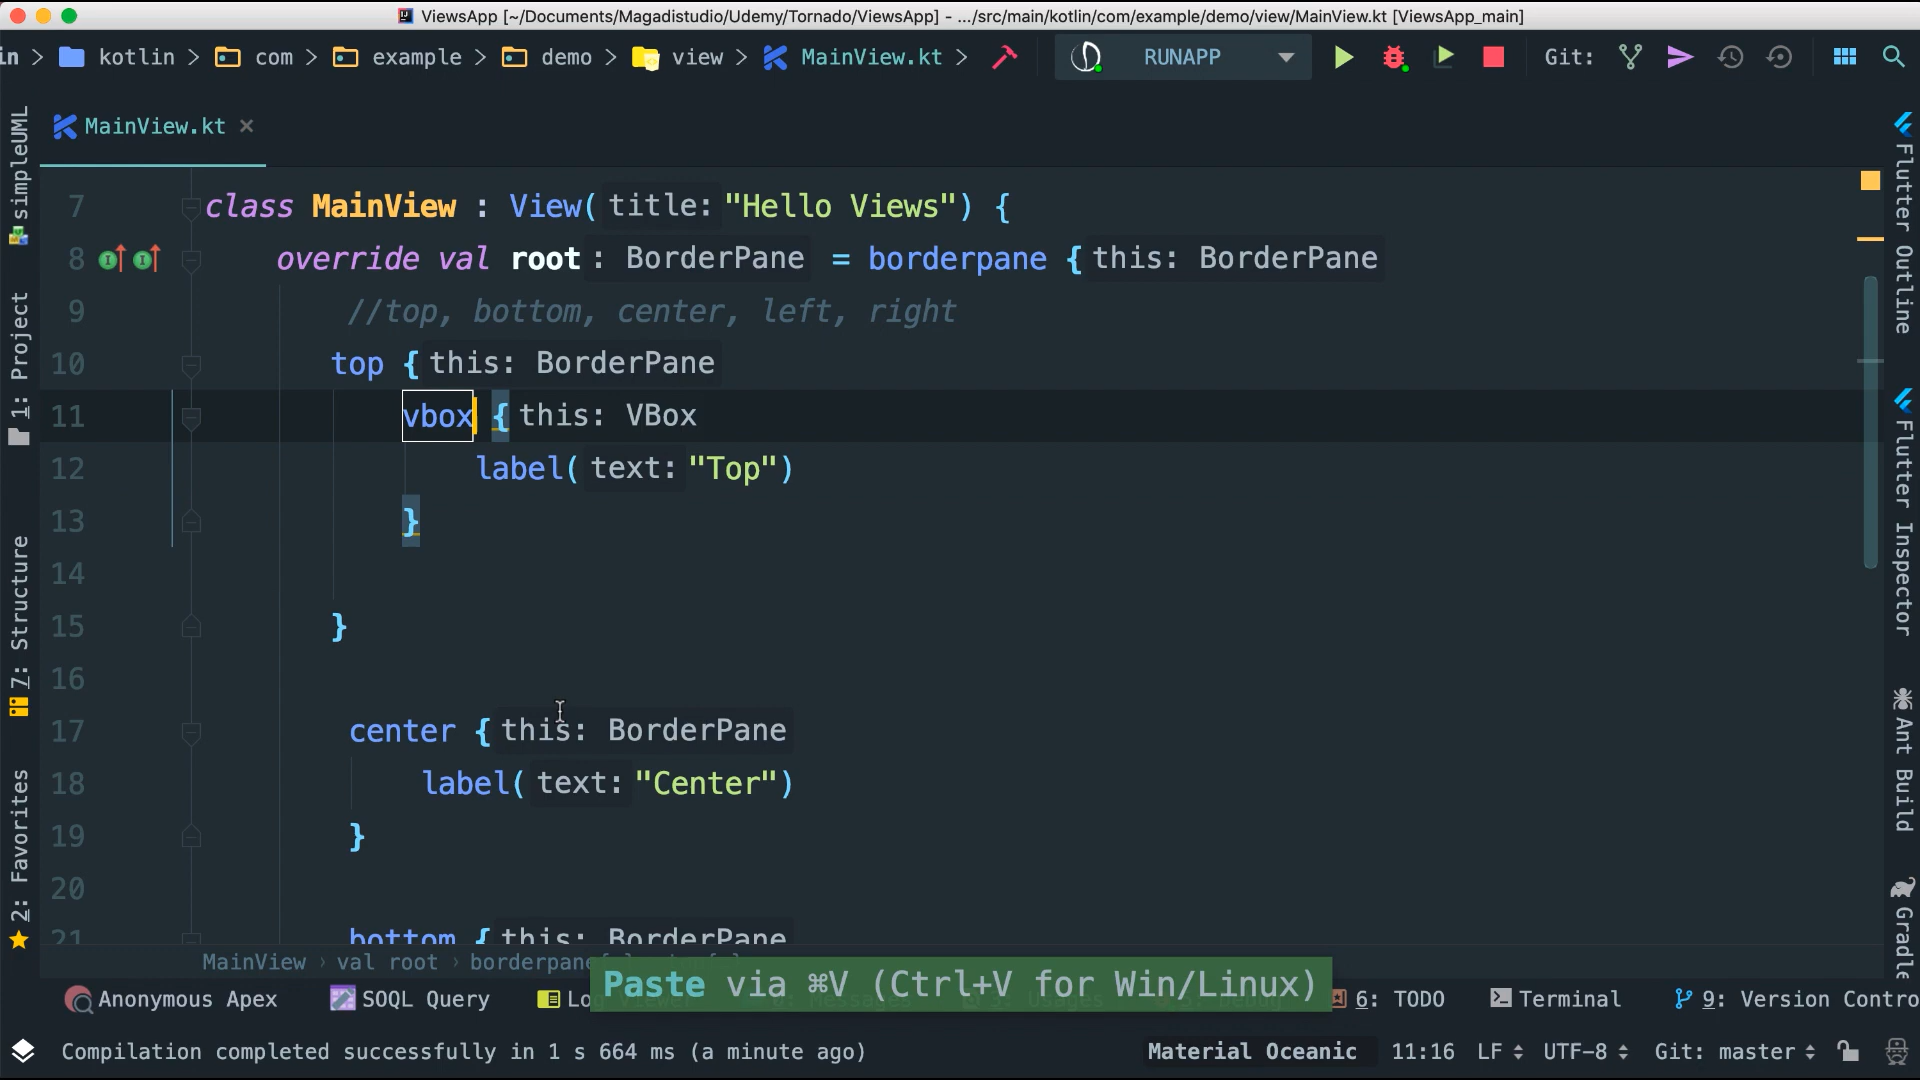 ViewsApp [~/Documents/Magadistudio/Udemy/Tornado/ViewsApp] - .../src/main/kotlin/com/example/demo/view/MainView.kt [ViewsApp_main]
in > kotlin > com > example > demo > view > MainView.kt > RUNAPP Git:
MainView.kt ×
7 class MainView : View( title: "Hello Views") {
8 override val root : BorderPane = borderpane { this: BorderPane
9 //top, bottom, center, left, right
10 top { this: BorderPane
11 vbox { this: VBox
12 label( text: "Top")
13 }
14
15 }
16
17 center { this: BorderPane
18 label( text: "Center")
19 }
20
21 bottom { this: BorderPane
MainView › val root › borderpane
Paste via ⌘V (Ctrl+V for Win/Linux)
Anonymous Apex SOQL Query 6: TODO Terminal 9: Version Contro
Compilation completed successfully in 1 s 664 ms (a minute ago) Material Oceanic 11:16 LF UTF-8 Git: master
simpleUML
1: Project
7: Structure
2: Favorites
Flutter Outline
Flutter Inspector
Ant Build
Gradle